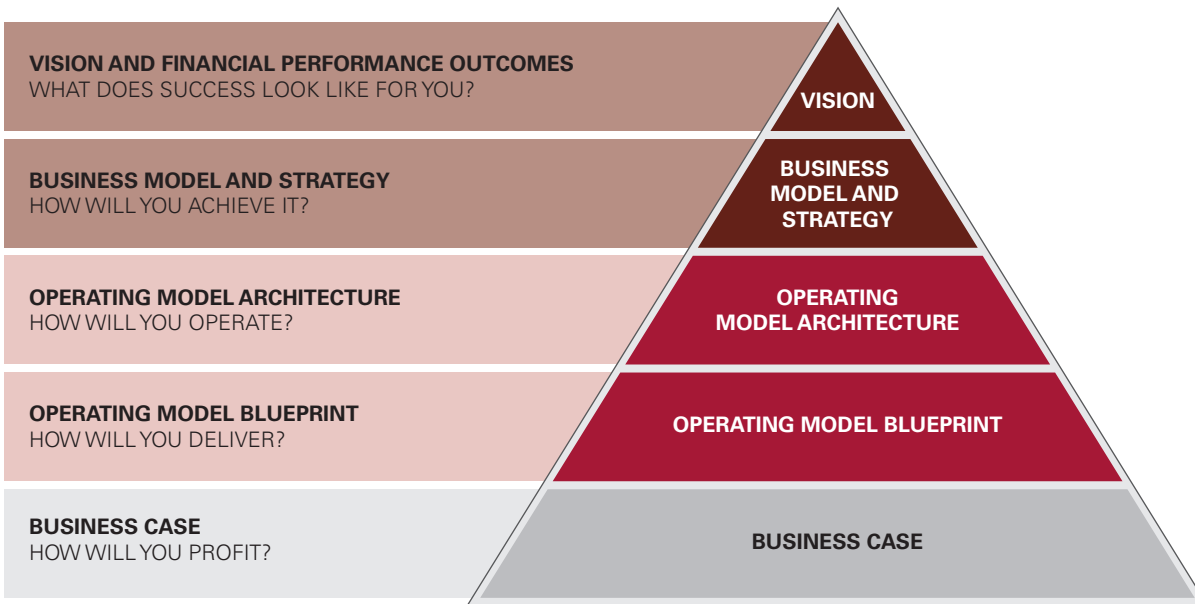 VISION AND FINANCIAL PERFORMANCE OUTCOMES
WHAT DOES SUCCESS LOOK LIKE FOR YOU?
VISION
BUSINESS MODEL AND STRATEGY
HOW WILL YOU ACHIEVE IT?
BUSINESS
MODEL AND
STRATEGY
OPERATING MODEL ARCHITECTURE
HOW WILL YOU OPERATE?
OPERATING
MODEL ARCHITECTURE
OPERATING MODEL BLUEPRINT
HOW WILL YOU DELIVER?
OPERATING MODEL BLUEPRINT
BUSINESS CASE
HOW WILL YOU PROFIT?
BUSINESS CASE